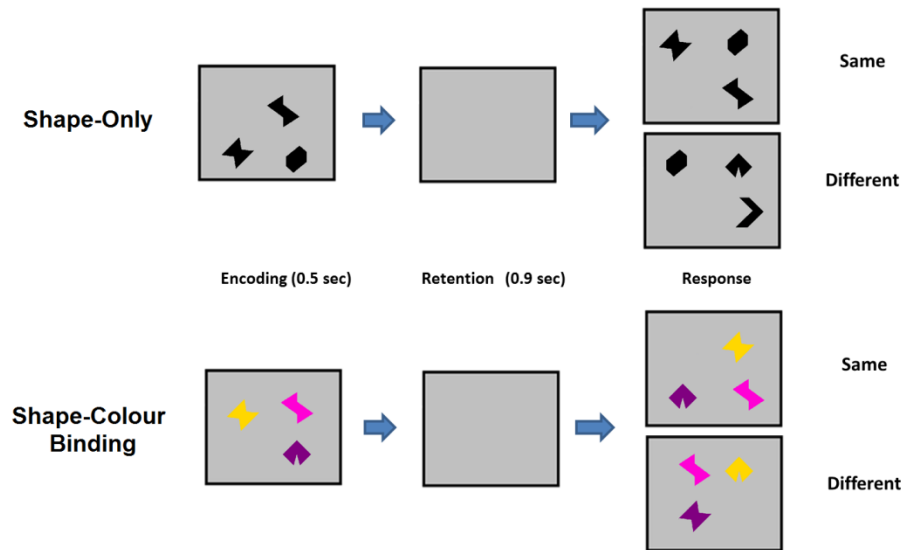 Shape-Only
Same
Different
Encoding (0.5 sec)
Retention (0.9 sec)
Response
Shape-Colour
Binding
Same
Different